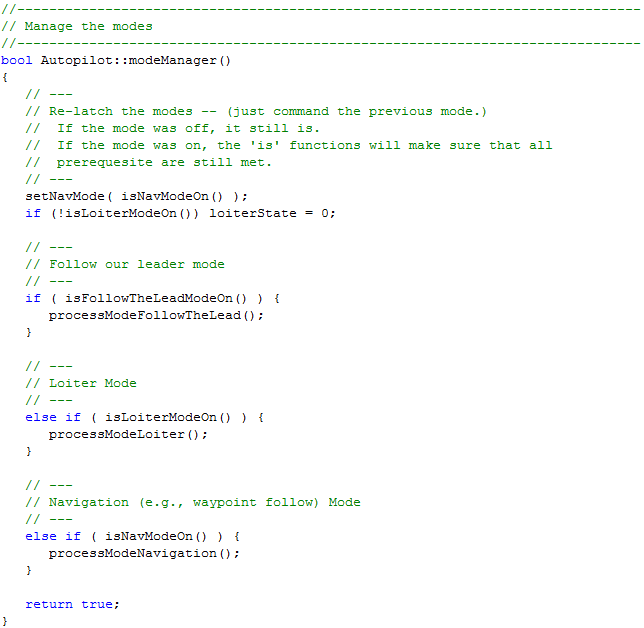 //------------------------------------------------------------------------------
// Manage the modes
//------------------------------------------------------------------------------
bool Autopilot::modeManager()
{
   // ---
   // Re-latch the modes -- (just command the previous mode.)
   //  If the mode was off, it still is.
   //  If the mode was on, the 'is' functions will make sure that all
   //  prerequesite are still met.
   // ---
   setNavMode( isNavModeOn() );
   if (!isLoiterModeOn()) loiterState = 0;

   // ---
   // Follow our leader mode
   // ---
   if ( isFollowTheLeadModeOn() ) {
      processModeFollowTheLead();
   }

   // ---
   // Loiter Mode
   // ---
   else if ( isLoiterModeOn() ) {
      processModeLoiter();
   }

   // ---
   // Navigation (e.g., waypoint follow) Mode
   // ---
   else if ( isNavModeOn() ) {
      processModeNavigation();
   }

   return true;
}